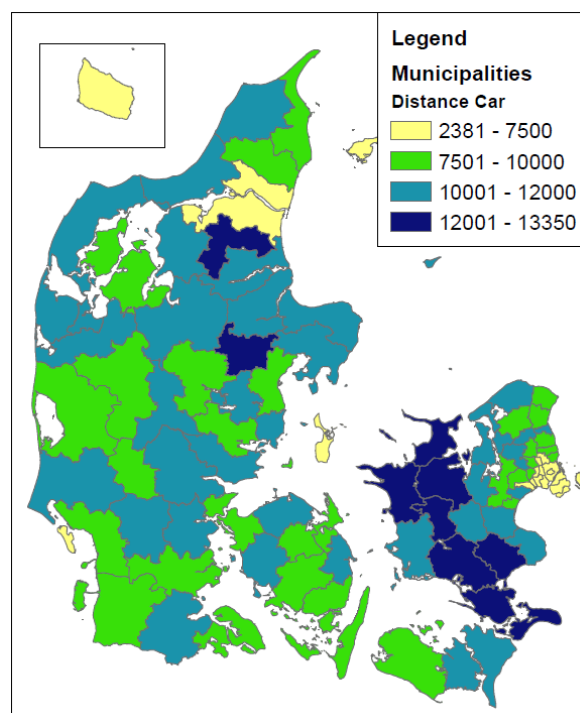 Legend
Municipalities
Distance Car
2381 - 7500
7501 - 10000
10001 - 12000
12001 - 13350